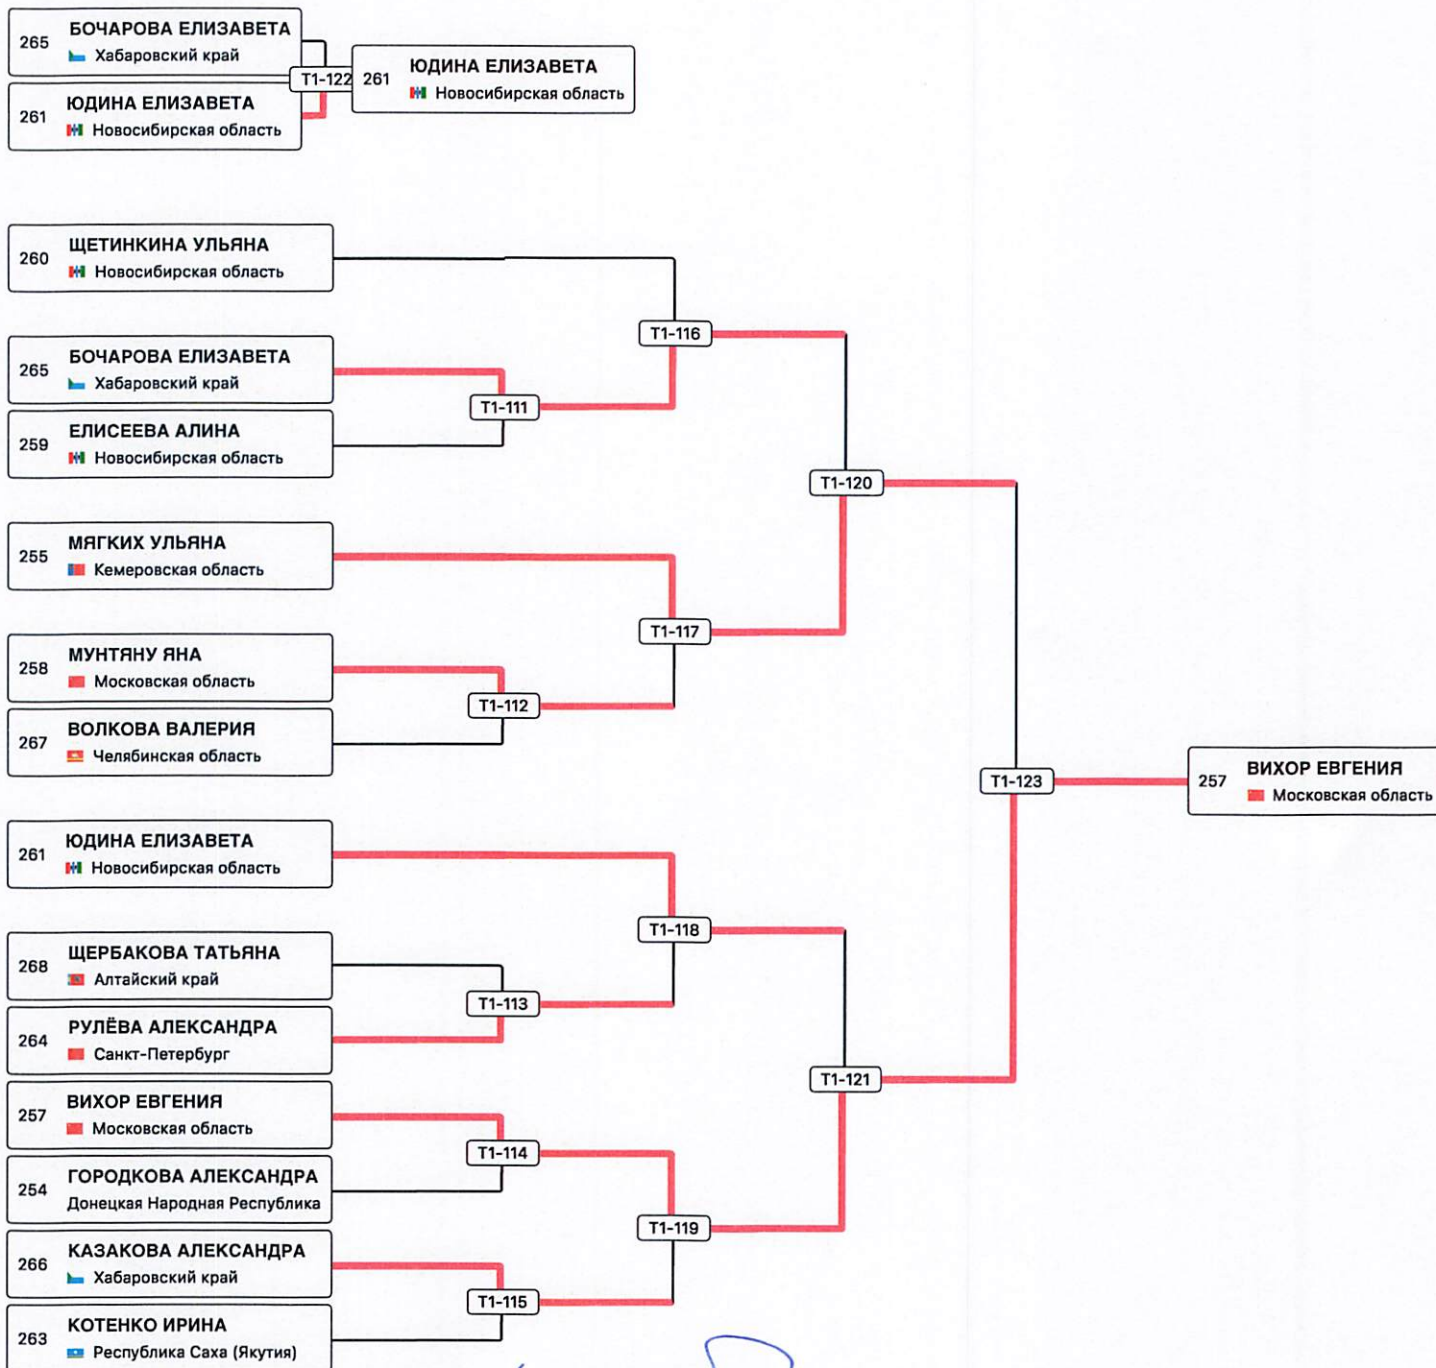 265 БОЧАРОВА ЕЛИЗАВЕТА
Хабаровский край
T1-122
261 ЮДИНА ЕЛИЗАВЕТА
Новосибирская область
261 ЮДИНА ЕЛИЗАВЕТА
Новосибирская область
260 ЩЕТИНКИНА УЛЬЯНА
Новосибирская область
T1-116
265 БОЧАРОВА ЕЛИЗАВЕТА
Хабаровский край
T1-111
259 ЕЛИСЕЕВА АЛИНА
Новосибирская область
T1-120
255 МЯГКИХ УЛЬЯНА
Кемеровская область
T1-117
258 МУНТЯНУ ЯНА
Московская область
T1-112
267 ВОЛКОВА ВАЛЕРИЯ
Челябинская область
T1-123
257 ВИХОР ЕВГЕНИЯ
Московская область
261 ЮДИНА ЕЛИЗАВЕТА
Новосибирская область
T1-118
268 ЩЕРБАКОВА ТАТЬЯНА
Алтайский край
T1-113
264 РУЛЁВА АЛЕКСАНДРА
Санкт-Петербург
T1-121
257 ВИХОР ЕВГЕНИЯ
Московская область
T1-114
254 ГОРОДКОВА АЛЕКСАНДРА
Донецкая Народная Республика
T1-119
266 КАЗАКОВА АЛЕКСАНДРА
Хабаровский край
T1-115
263 КОТЕНКО ИРИНА
Республика Саха (Якутия)